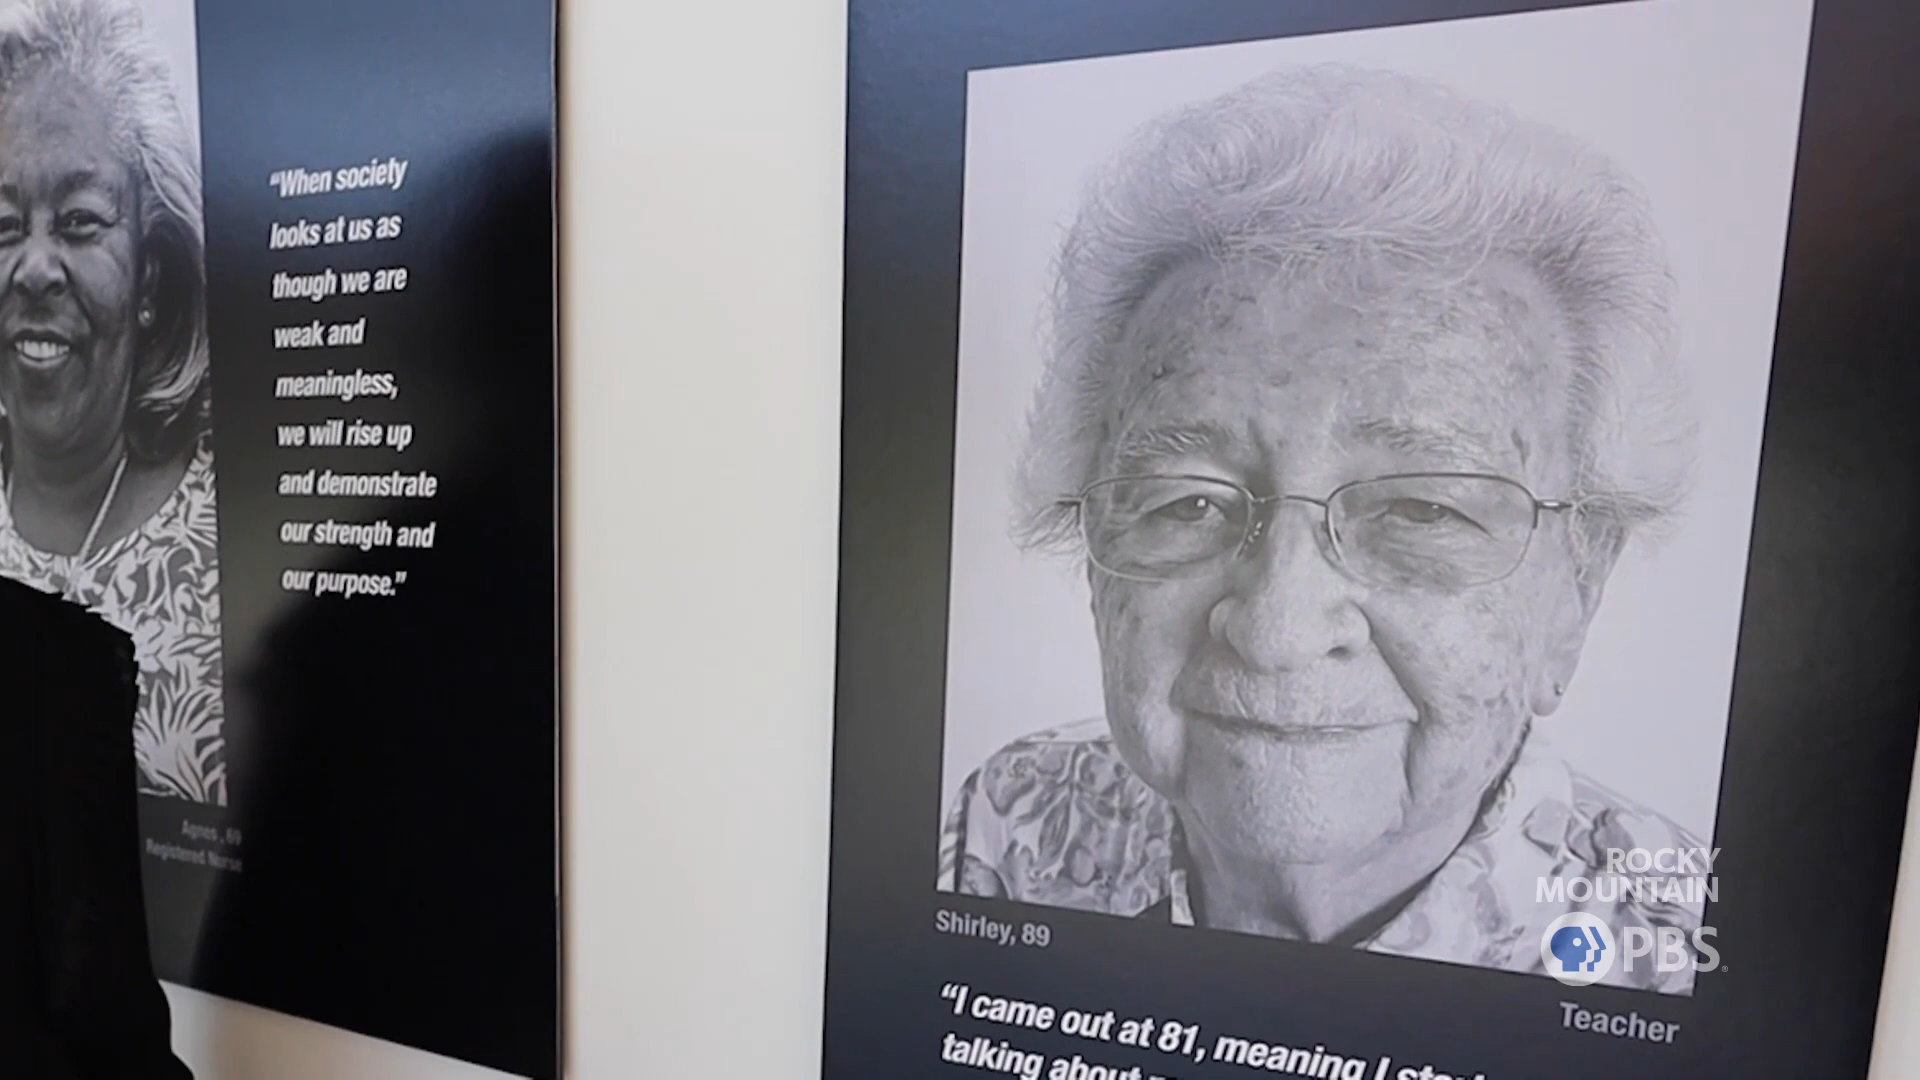 “When society
looks at us as
though we are
weak and
meaningless,
we will rise up
and demonstrate
our strength and
our purpose.”
Agnes, 69
Registered Nurse
Shirley, 89
Teacher
“I came out at 81, meaning I
talking about
ROCKY
MOUNTAIN
PBS